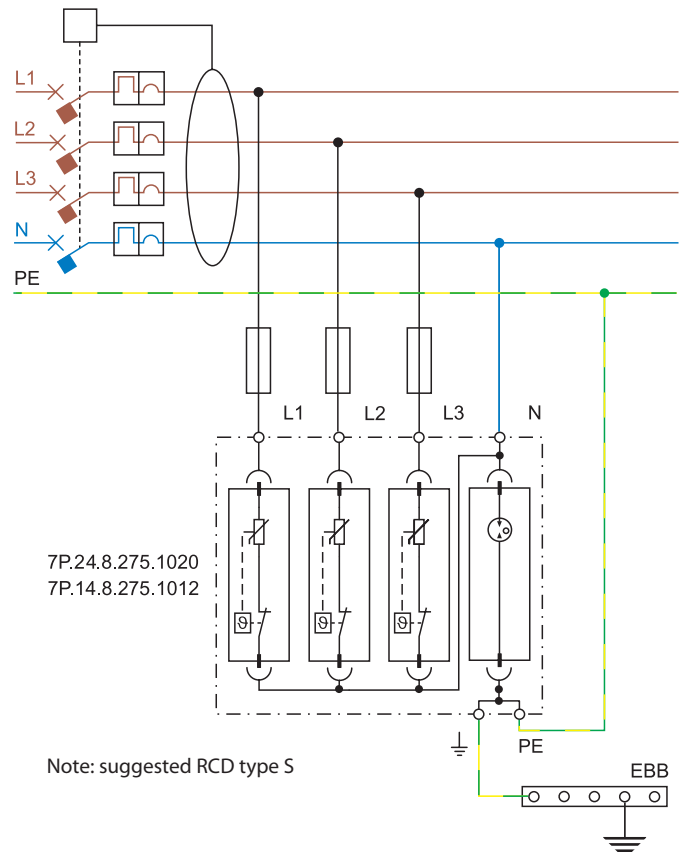 L1
L2
L3
N
PE
L1 L2 L3 N
7P.24.8.275.1020
7P.14.8.275.1012
ϑ ϑ ϑ
PE
Note: suggested RCD type S
EBB